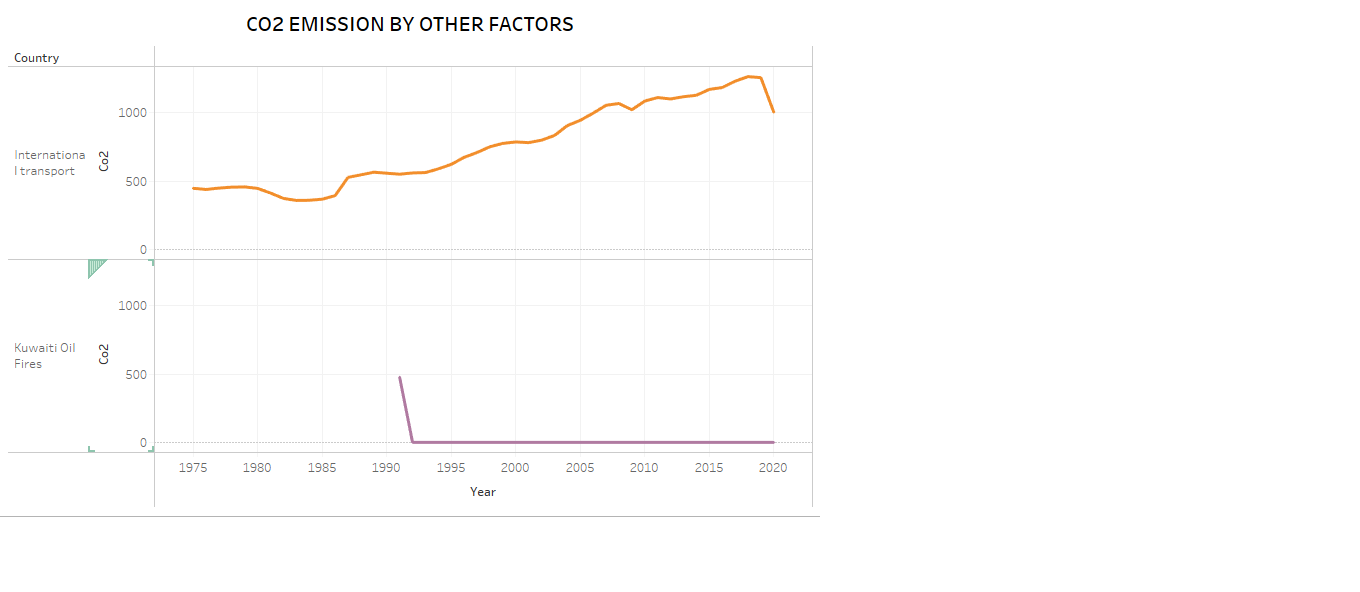 CO2 EMISSION BY OTHER FACTORS
Country
1000
Internationa
l transport
Co2
500
0
1000
Kuwaiti Oil
Fires
Co2
500
0
1975 1980 1985 1990 1995 2000 2005 2010 2015 2020
Year